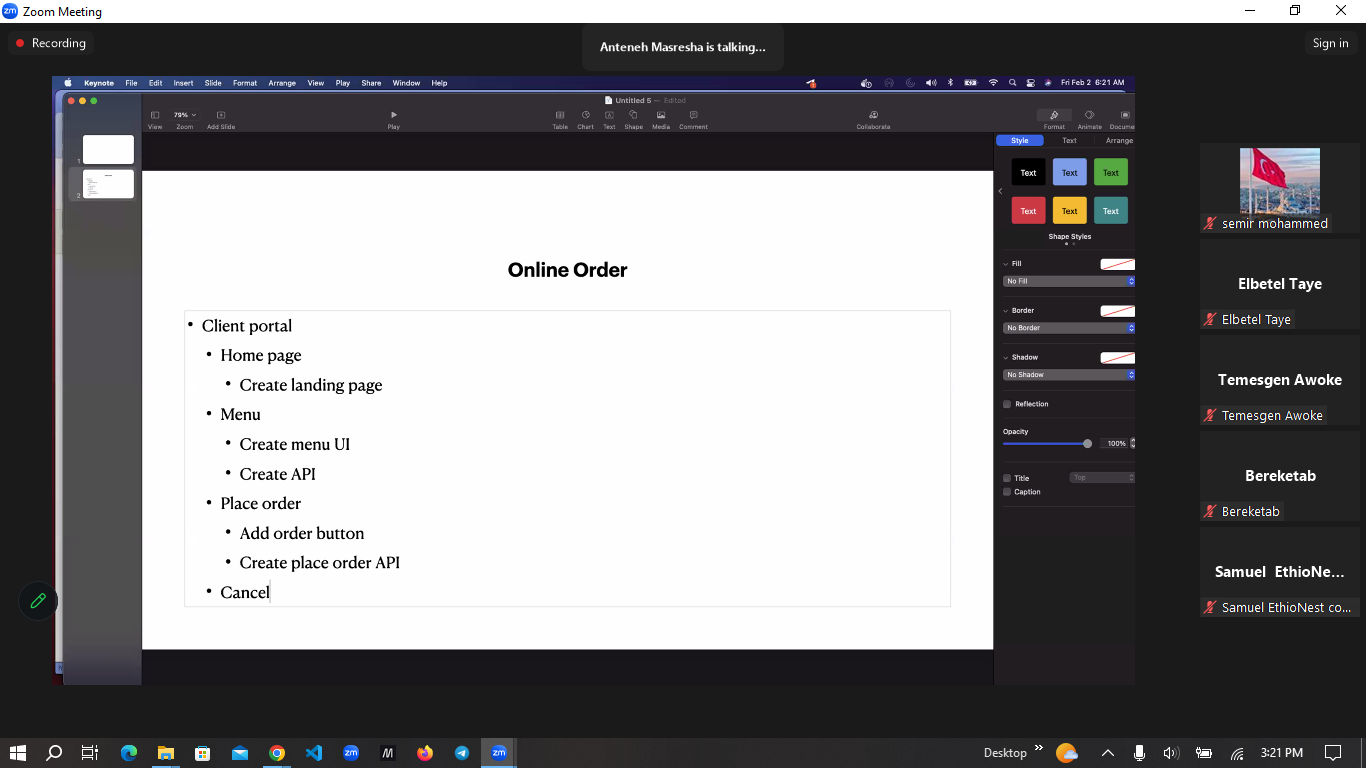 Zoom Meeting
Recording
Anteneh Masresha is talking...
Sign in
Keynote File Edit Insert Slide Format Arrange View Play Share Window Help
Fri Feb 2 6:21 AM
Untitled 5 — Edited
79%
View Zoom Add Slide
Play
Table Chart Text Shape Media Comment
Collaborate
Format Animate Docume
1
2
Online Order
• Client portal
• Home page
• Create landing page
• Menu
• Create menu UI
• Create API
• Place order
• Add order button
• Create place order API
• Cancel
Style Text Arrange
Text Text Text
Text Text Text
Shape Styles
Fill
No Fill
Border
No Border
Shadow
No Shadow
Reflection
Opacity
100%
Title Top
Caption
semir mohammed
Elbetel Taye
Elbetel Taye
Temesgen Awoke
Temesgen Awoke
Bereketab
Bereketab
Samuel EthioNe...
Samuel EthioNest co...
Desktop
3:21 PM